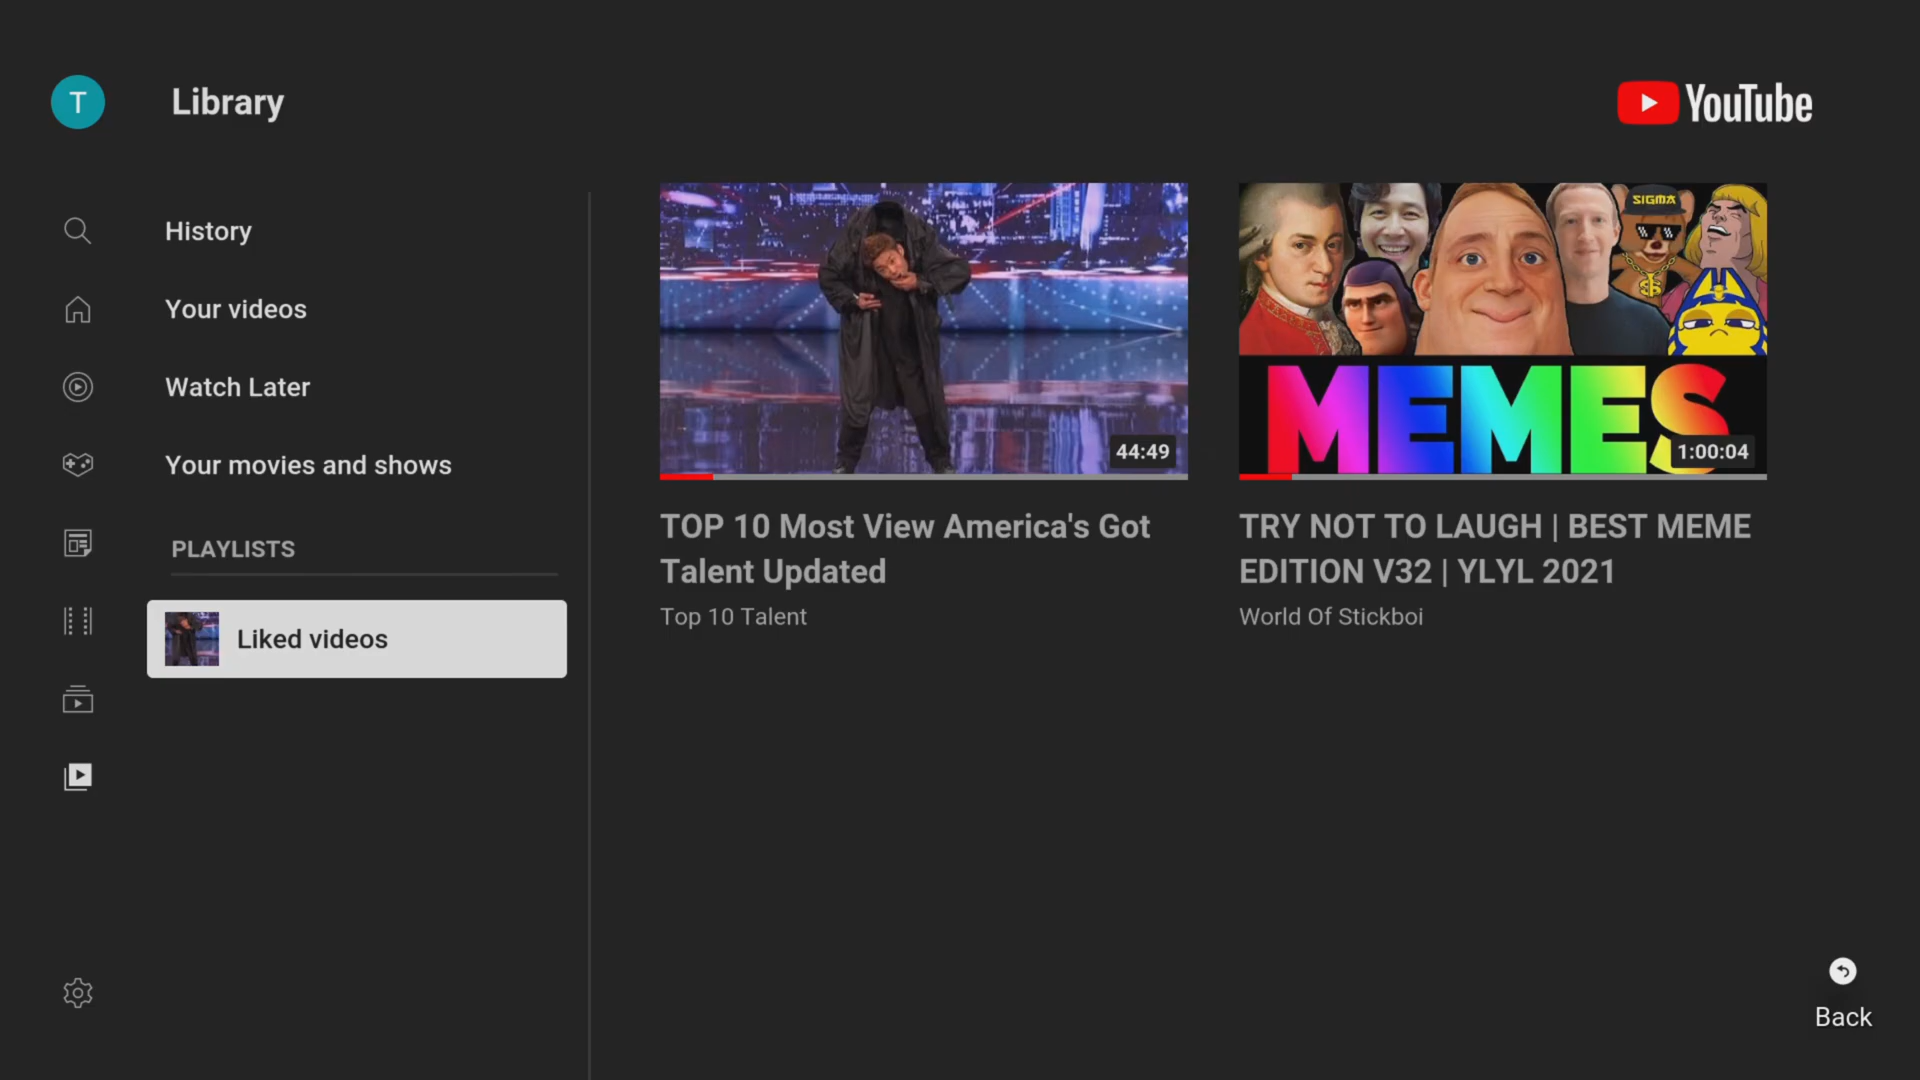 T
Library
YouTube
History
Your videos
Watch Later
Your movies and shows
PLAYLISTS
Liked videos
44:49
TOP 10 Most View America's Got
Talent Updated
Top 10 Talent
SIGMA
$
MEMES
1:00:04
TRY NOT TO LAUGH | BEST MEME
EDITION V32 | YLYL 2021
World Of Stickboi
Back